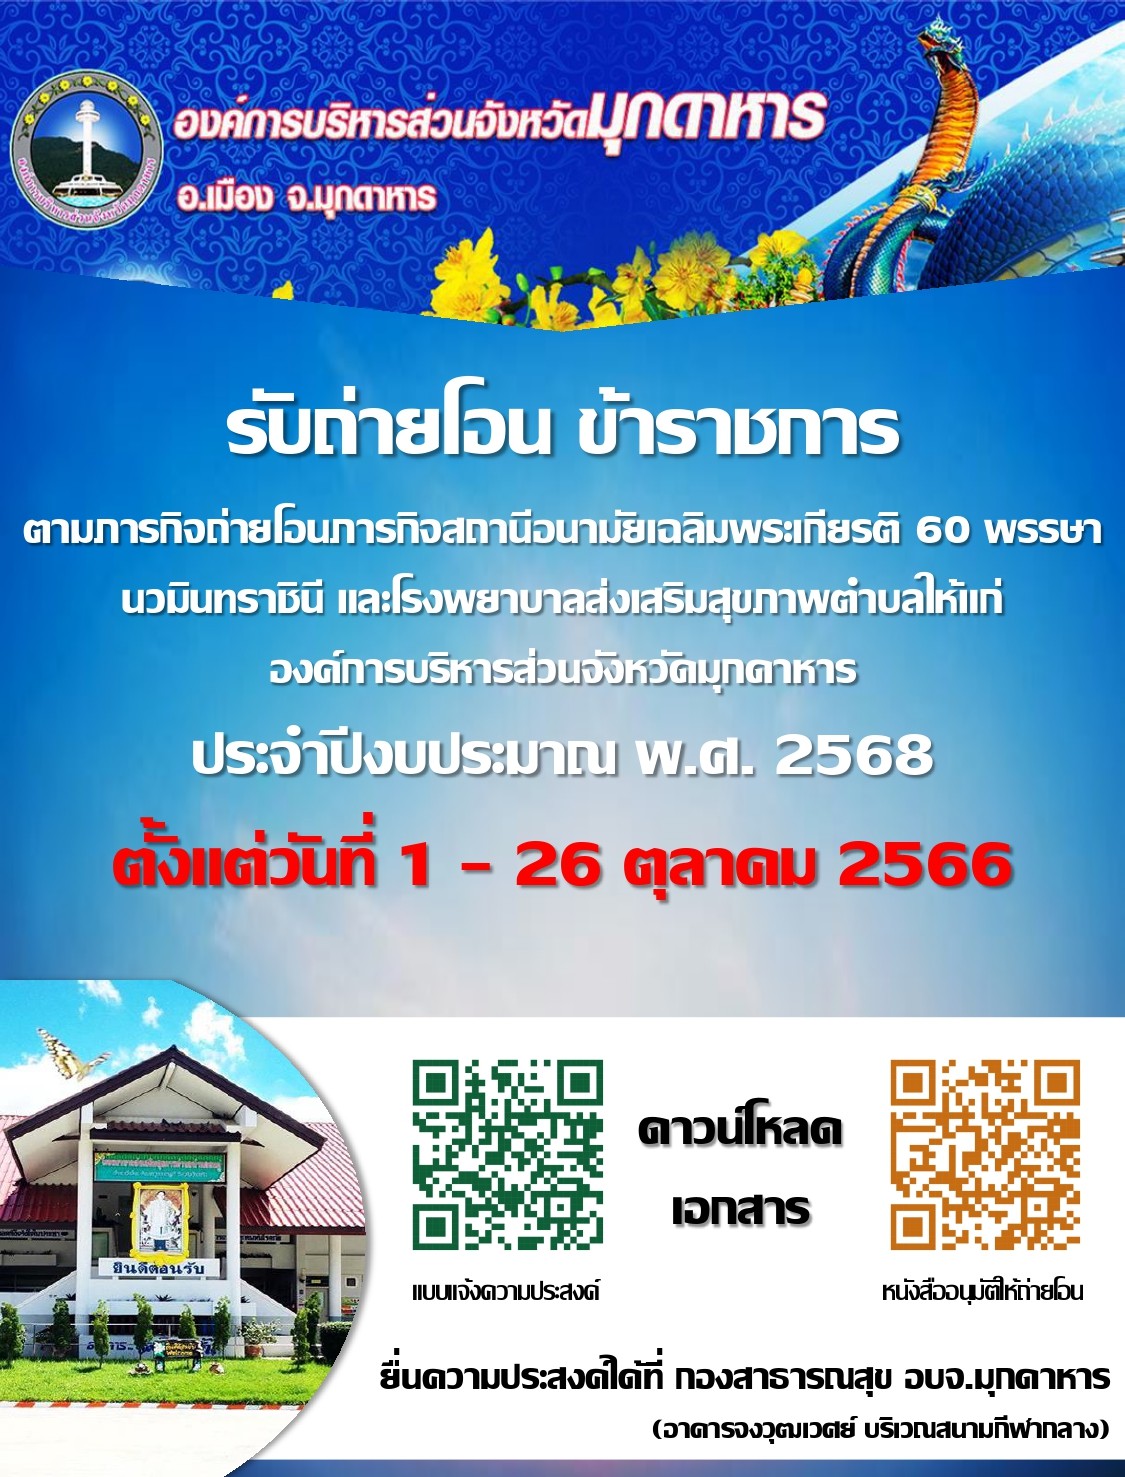 องค์การบริหารส่วนจังหวัดมุกดาหาร
อ.เมือง จ.มุกดาหาร
รับถ่ายโอน ข้าราชการ
ตามภารกิจถ่ายโอนภารกิจสถานีอนามัยเฉลิมพระเกียรติ 60 พรรษา
นวมินทราชินี และโรงพยาบาลส่งเสริมสุขภาพตำบลให้แก่
องค์การบริหารส่วนจังหวัดมุกดาหาร
ประจำปีงบประมาณ พ.ศ. 2568
ตั้งแต่วันที่ 1 - 26 ตุลาคม 2566
ดาวน์โหลด
เอกสาร
แบบแจ้งความประสงค์
หนังสืออนุมัติให้ถ่ายโอน
ยินดีต้อนรับ
ยื่นความประสงค์ได้ที่ กองสาธารณสุข อบจ.มุกดาหาร
(อาคารจงวุฒิเวศย์ บริเวณสนามกีฬากลาง)